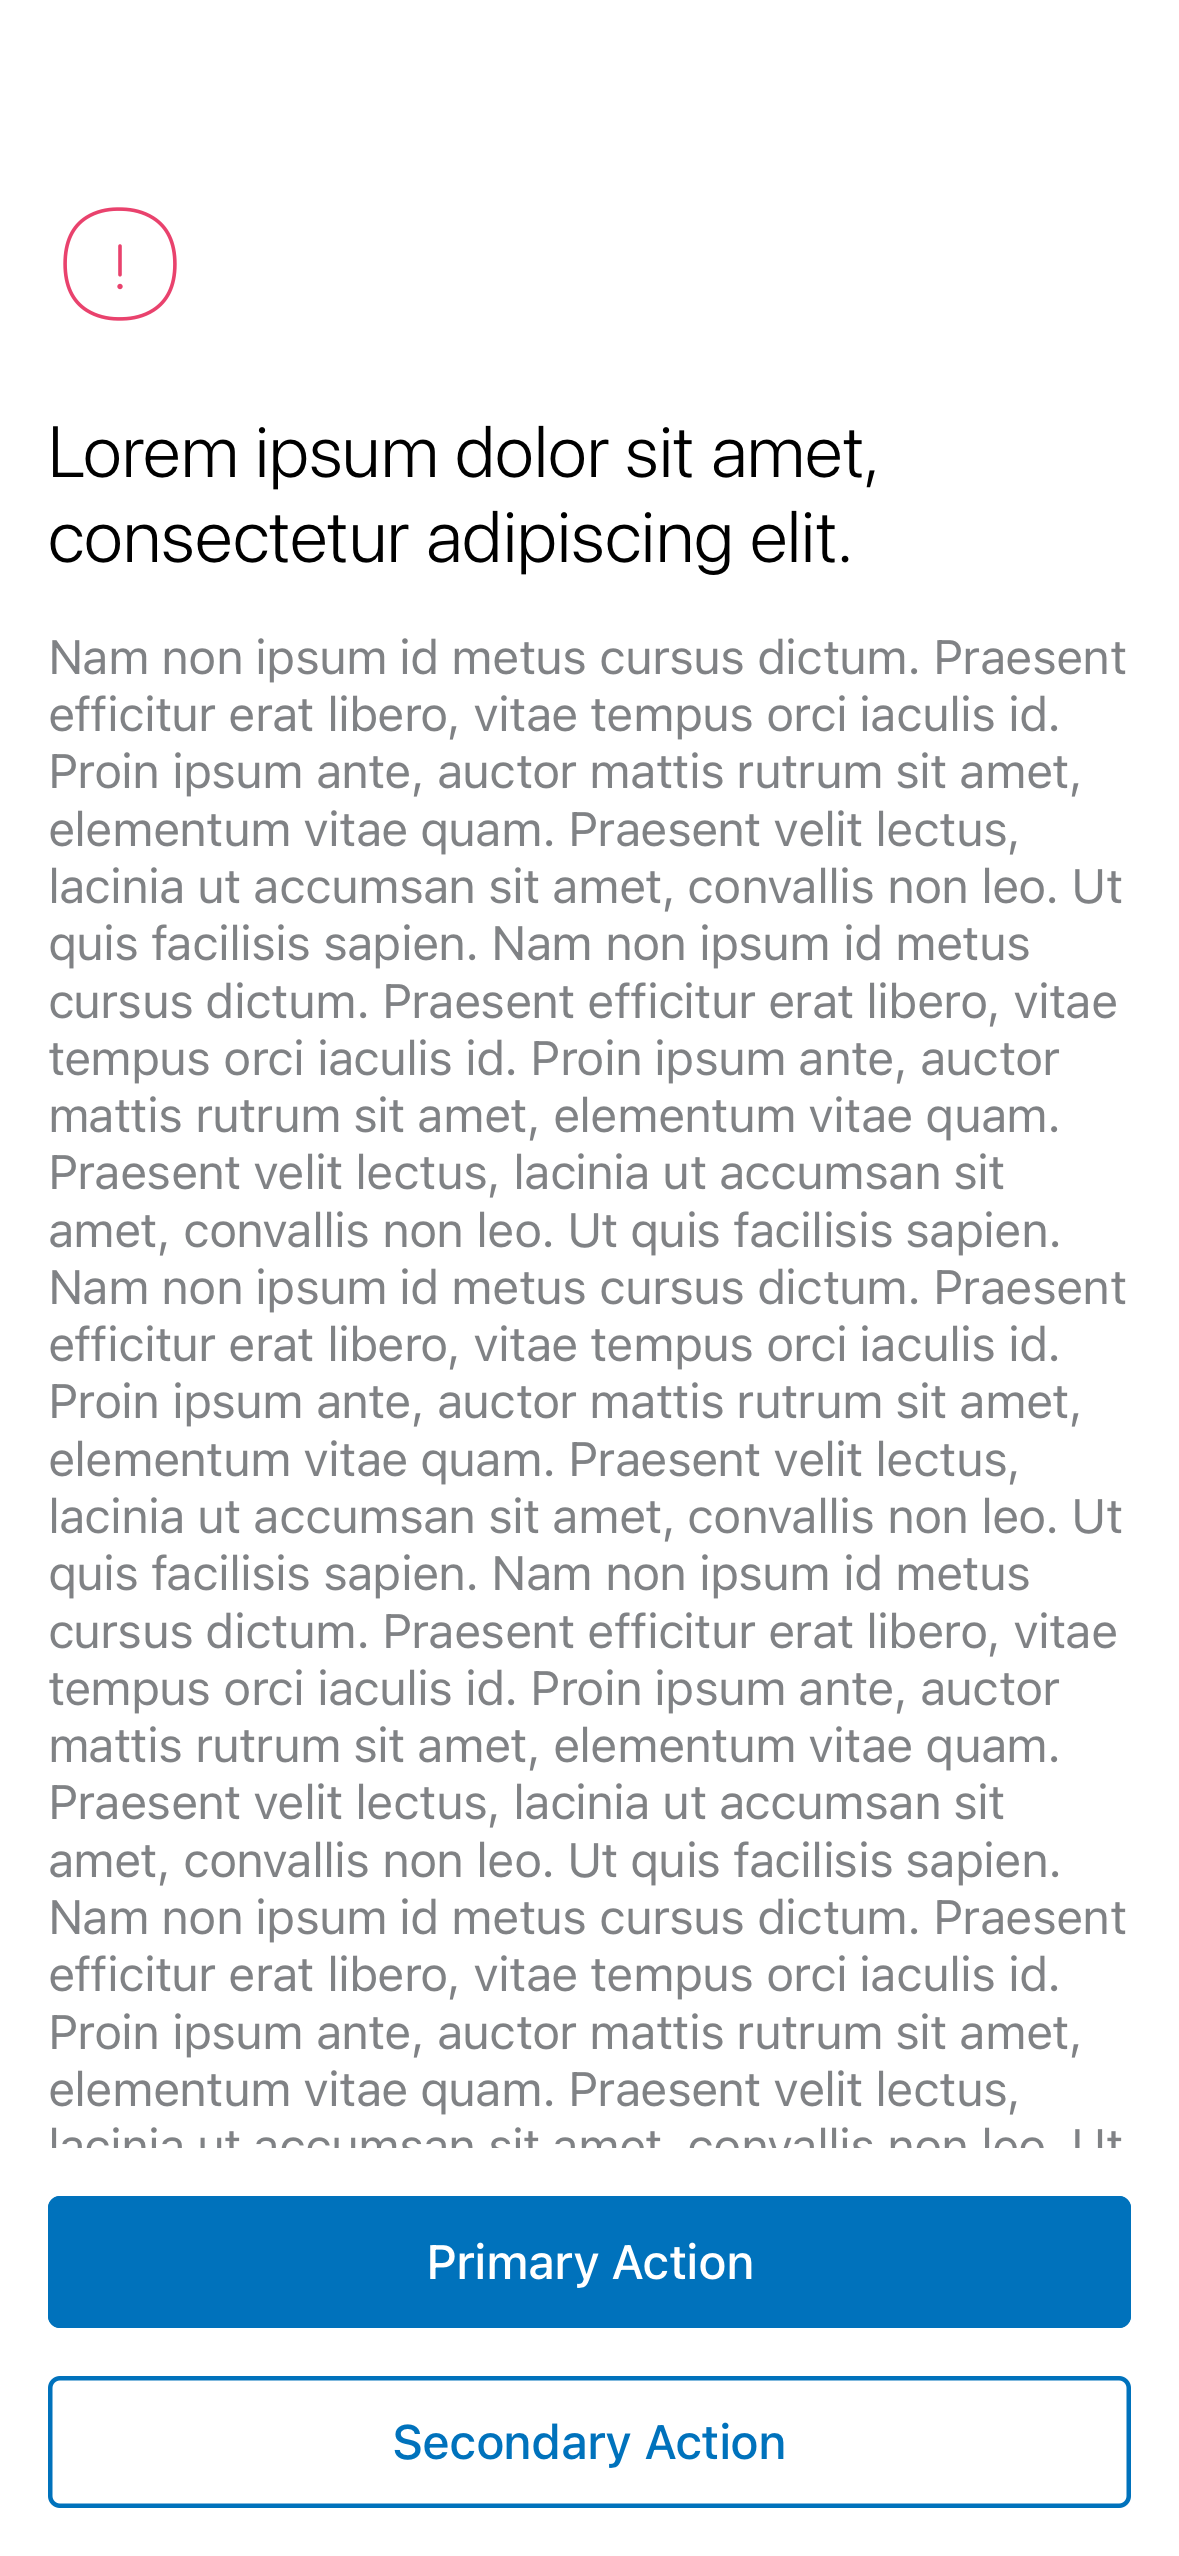 !
Lorem ipsum dolor sit amet,
consectetur adipiscing elit.
Nam non ipsum id metus cursus dictum. Praesent
efficitur erat libero, vitae tempus orci iaculis id.
Proin ipsum ante, auctor mattis rutrum sit amet,
elementum vitae quam. Praesent velit lectus,
lacinia ut accumsan sit amet, convallis non leo. Ut
quis facilisis sapien. Nam non ipsum id metus
cursus dictum. Praesent efficitur erat libero, vitae
tempus orci iaculis id. Proin ipsum ante, auctor
mattis rutrum sit amet, elementum vitae quam.
Praesent velit lectus, lacinia ut accumsan sit
amet, convallis non leo. Ut quis facilisis sapien.
Nam non ipsum id metus cursus dictum. Praesent
efficitur erat libero, vitae tempus orci iaculis id.
Proin ipsum ante, auctor mattis rutrum sit amet,
elementum vitae quam. Praesent velit lectus,
lacinia ut accumsan sit amet, convallis non leo. Ut
quis facilisis sapien. Nam non ipsum id metus
cursus dictum. Praesent efficitur erat libero, vitae
tempus orci iaculis id. Proin ipsum ante, auctor
mattis rutrum sit amet, elementum vitae quam.
Praesent velit lectus, lacinia ut accumsan sit
amet, convallis non leo. Ut quis facilisis sapien.
Nam non ipsum id metus cursus dictum. Praesent
efficitur erat libero, vitae tempus orci iaculis id.
Proin ipsum ante, auctor mattis rutrum sit amet,
elementum vitae quam. Praesent velit lectus,
lacinia ut accumsan sit amet, convallis non leo. Ut
Primary Action
Secondary Action